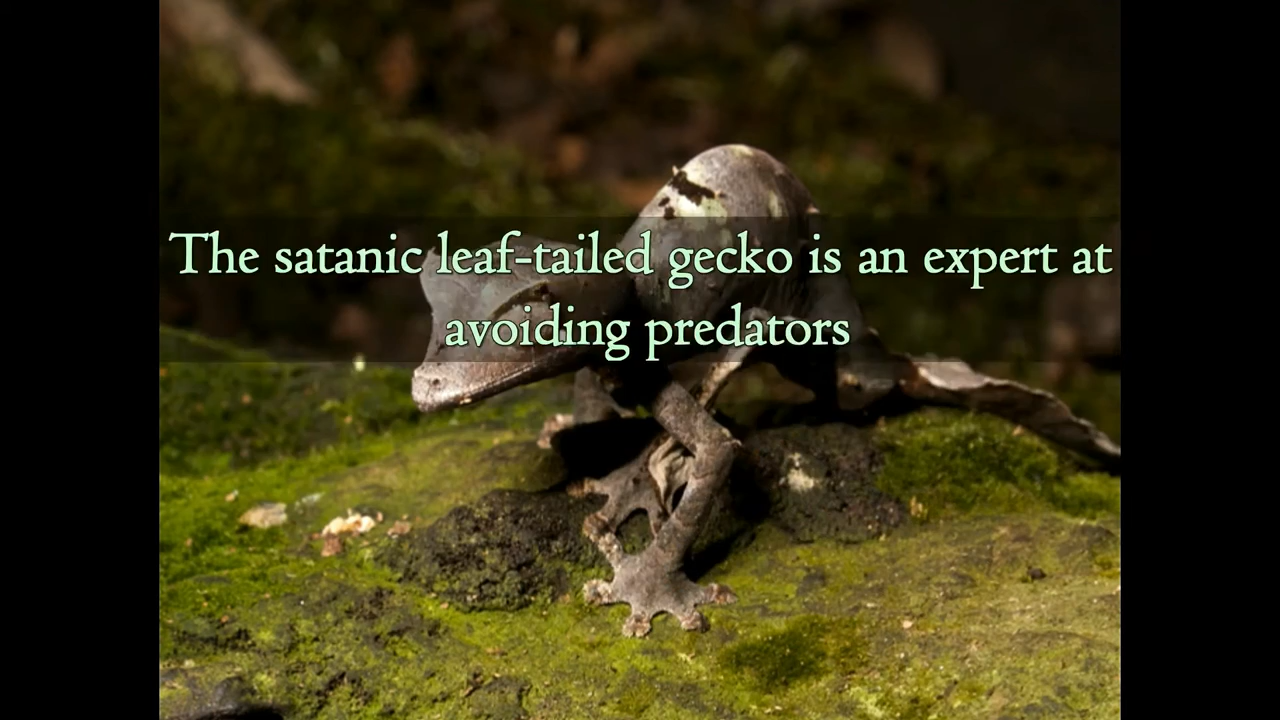 The satanic leaf-tailed gecko is an expert at
avoiding predators